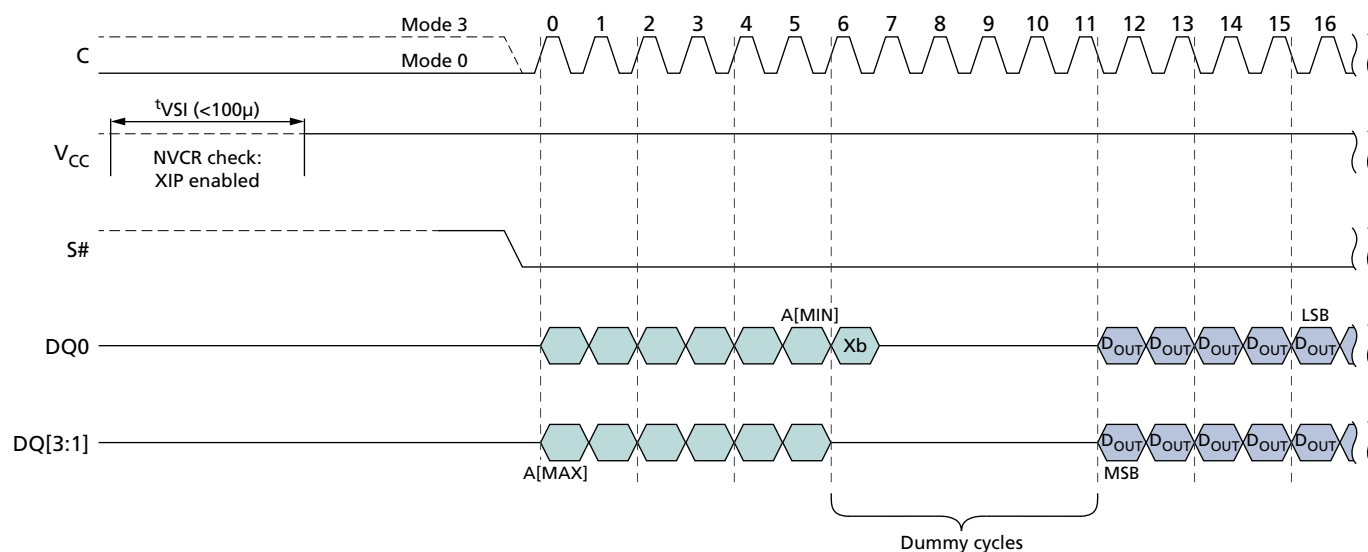 Mode 3
0 1 2 3 4 5 6 7 8 9 10 11 12 13 14 15 16
C
Mode 0
tVSI (<100µ)
VCC
NVCR check:
XIP enabled
S#
A[MIN]
LSB
DQ0
Xb
DOUT DOUT DOUT DOUT DOUT
DQ[3:1]
DOUT DOUT DOUT DOUT DOUT
A[MAX]
MSB
Dummy cycles